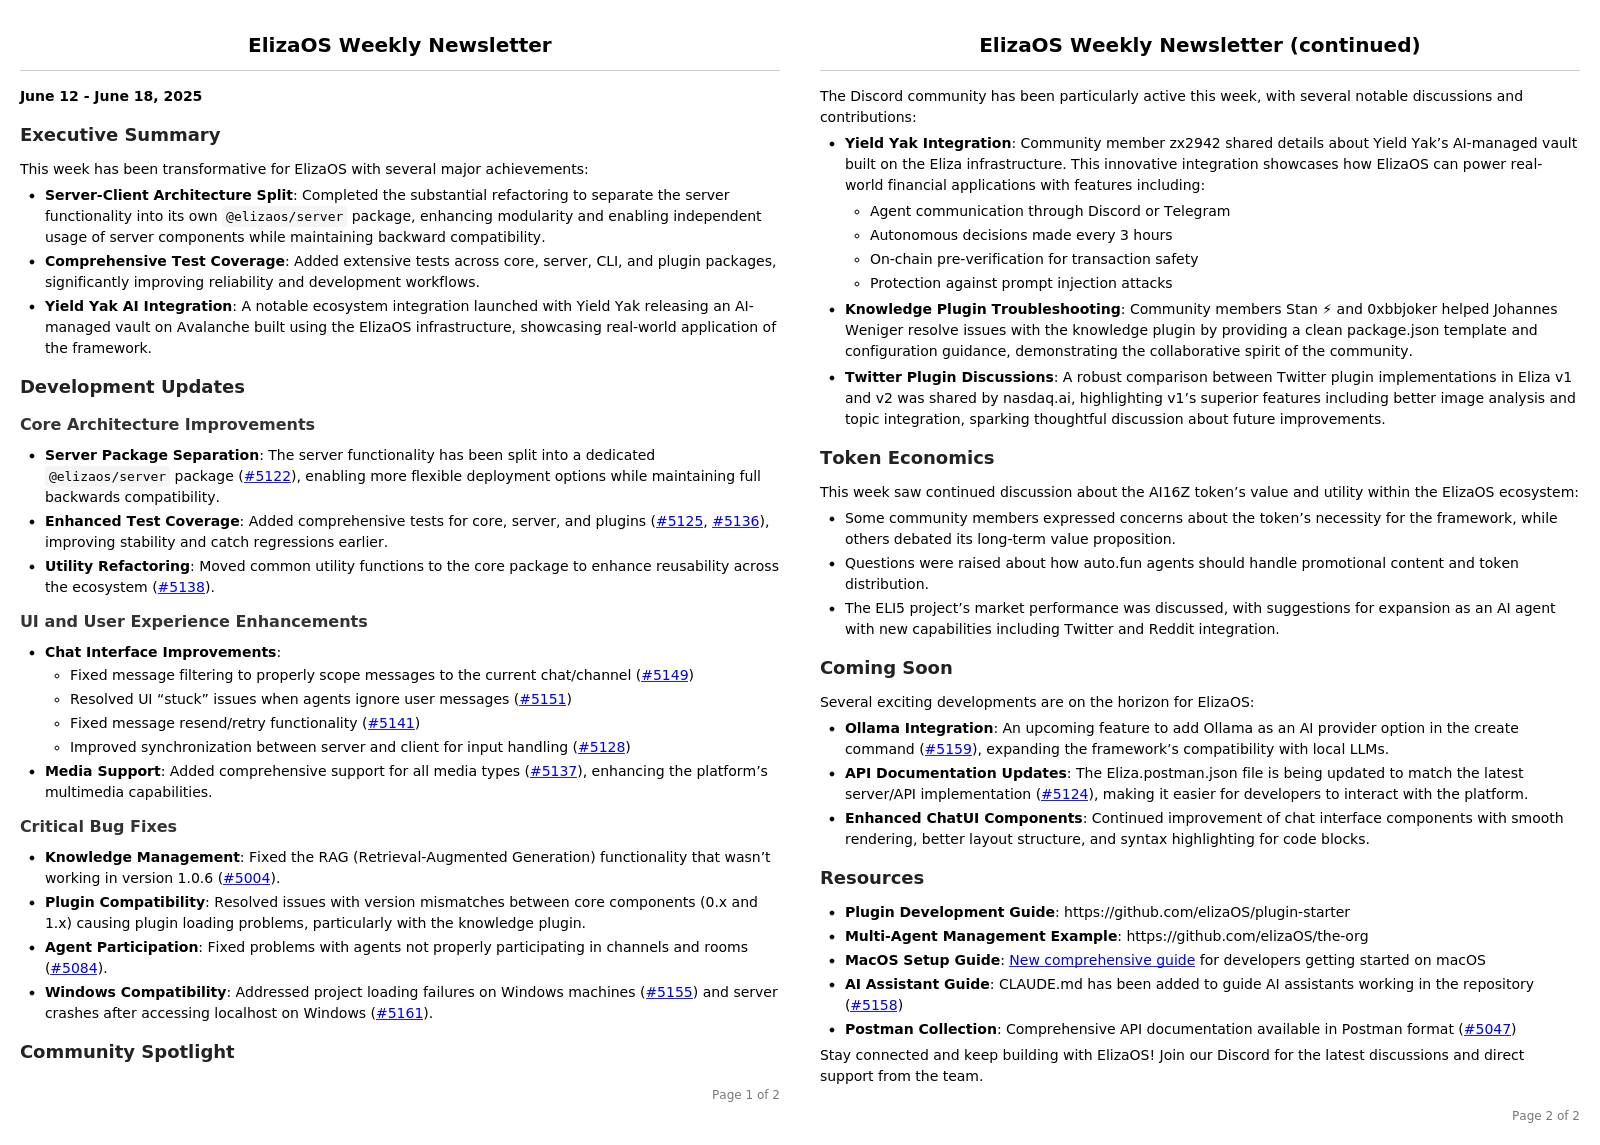 ElizaOS Weekly Newsletter
June 12 - June 18, 2025
Executive Summary
This week has been transformative for ElizaOS with several major achievements:
• Server-Client Architecture Split: Completed the substantial refactoring to separate the server
functionality into its own @elizaos/server package, enhancing modularity and enabling independent
usage of server components while maintaining backward compatibility.
• Comprehensive Test Coverage: Added extensive tests across core, server, CLI, and plugin packages,
significantly improving reliability and development workflows.
• Yield Yak AI Integration: A notable ecosystem integration launched with Yield Yak releasing an AI-
managed vault on Avalanche built using the ElizaOS infrastructure, showcasing real-world application of
the framework.
Development Updates
Core Architecture Improvements
• Server Package Separation: The server functionality has been split into a dedicated
@elizaos/server package (#5122), enabling more flexible deployment options while maintaining full
backwards compatibility.
• Enhanced Test Coverage: Added comprehensive tests for core, server, and plugins (#5125, #5136),
improving stability and catch regressions earlier.
• Utility Refactoring: Moved common utility functions to the core package to enhance reusability across
the ecosystem (#5138).
UI and User Experience Enhancements
• Chat Interface Improvements:
◦ Fixed message filtering to properly scope messages to the current chat/channel (#5149)
◦ Resolved UI “stuck” issues when agents ignore user messages (#5151)
◦ Fixed message resend/retry functionality (#5141)
◦ Improved synchronization between server and client for input handling (#5128)
• Media Support: Added comprehensive support for all media types (#5137), enhancing the platform’s
multimedia capabilities.
Critical Bug Fixes
• Knowledge Management: Fixed the RAG (Retrieval-Augmented Generation) functionality that wasn’t
working in version 1.0.6 (#5004).
• Plugin Compatibility: Resolved issues with version mismatches between core components (0.x and
1.x) causing plugin loading problems, particularly with the knowledge plugin.
• Agent Participation: Fixed problems with agents not properly participating in channels and rooms
(#5084).
• Windows Compatibility: Addressed project loading failures on Windows machines (#5155) and server
crashes after accessing localhost on Windows (#5161).
Community Spotlight
Page 1 of 2
ElizaOS Weekly Newsletter (continued)
The Discord community has been particularly active this week, with several notable discussions and
contributions:
• Yield Yak Integration: Community member zx2942 shared details about Yield Yak’s AI-managed vault
built on the Eliza infrastructure. This innovative integration showcases how ElizaOS can power real-
world financial applications with features including:
◦ Agent communication through Discord or Telegram
◦ Autonomous decisions made every 3 hours
◦ On-chain pre-verification for transaction safety
◦ Protection against prompt injection attacks
• Knowledge Plugin Troubleshooting: Community members Stan ⚡ and 0xbbjoker helped Johannes
Weniger resolve issues with the knowledge plugin by providing a clean package.json template and
configuration guidance, demonstrating the collaborative spirit of the community.
• Twitter Plugin Discussions: A robust comparison between Twitter plugin implementations in Eliza v1
and v2 was shared by nasdaq.ai, highlighting v1’s superior features including better image analysis and
topic integration, sparking thoughtful discussion about future improvements.
Token Economics
This week saw continued discussion about the AI16Z token’s value and utility within the ElizaOS ecosystem:
• Some community members expressed concerns about the token’s necessity for the framework, while
others debated its long-term value proposition.
• Questions were raised about how auto.fun agents should handle promotional content and token
distribution.
• The ELI5 project’s market performance was discussed, with suggestions for expansion as an AI agent
with new capabilities including Twitter and Reddit integration.
Coming Soon
Several exciting developments are on the horizon for ElizaOS:
• Ollama Integration: An upcoming feature to add Ollama as an AI provider option in the create
command (#5159), expanding the framework’s compatibility with local LLMs.
• API Documentation Updates: The Eliza.postman.json file is being updated to match the latest
server/API implementation (#5124), making it easier for developers to interact with the platform.
• Enhanced ChatUI Components: Continued improvement of chat interface components with smooth
rendering, better layout structure, and syntax highlighting for code blocks.
Resources
• Plugin Development Guide: https://github.com/elizaOS/plugin-starter
• Multi-Agent Management Example: https://github.com/elizaOS/the-org
• MacOS Setup Guide: New comprehensive guide for developers getting started on macOS
• AI Assistant Guide: CLAUDE.md has been added to guide AI assistants working in the repository
(#5158)
• Postman Collection: Comprehensive API documentation available in Postman format (#5047)
Stay connected and keep building with ElizaOS! Join our Discord for the latest discussions and direct
support from the team.
Page 2 of 2